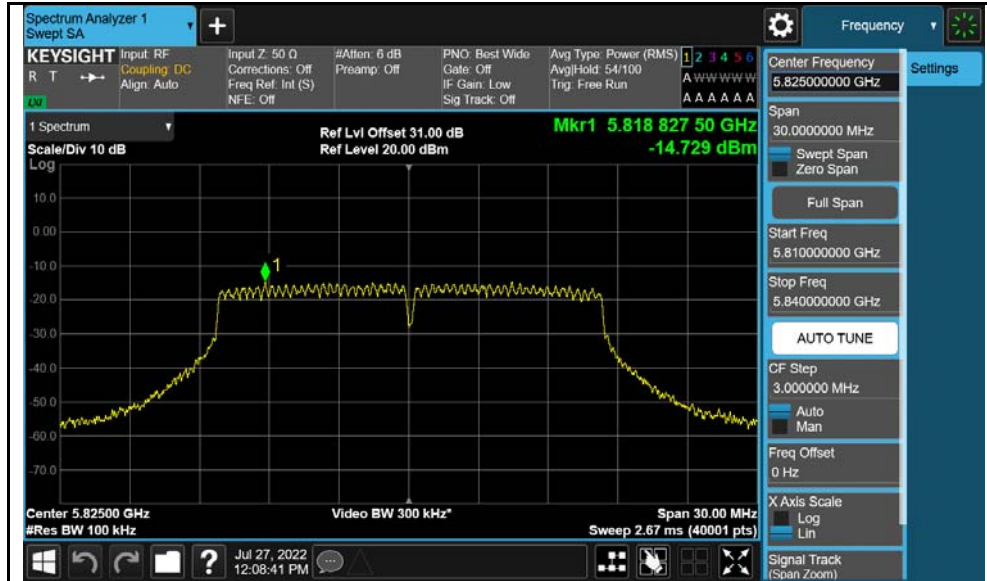 Spectrum Analyzer 1
Swept SA
+
Frequency
KEYSIGHT
R T
LXI
Input: RF
Coupling: DC
Align: Auto
Input Z: 50 Ω
Corrections: Off
Freq Ref: Int (S)
NFE: Off
#Atten: 6 dB
Preamp: Off
PNO: Best Wide
Gate: Off
IF Gain: Low
Sig Track: Off
Avg Type: Power (RMS)
Avg|Hold: 54/100
Trig: Free Run
1 2 3 4 5 6
A W W W W W
A A A A A A
1 Spectrum
Scale/Div 10 dB
Log
Ref Lvl Offset 31.00 dB
Ref Level 20.00 dBm
Mkr1 5.818 827 50 GHz
-14.729 dBm
10.0
0.00
-10.0
-20.0
-30.0
-40.0
-50.0
-60.0
-70.0
1
Center 5.82500 GHz
#Res BW 100 kHz
Video BW 300 kHz*
Span 30.00 MHz
Sweep 2.67 ms (40001 pts)
Center Frequency
5.825000000 GHz
Settings
Span
30.0000000 MHz
Swept Span
Zero Span
Full Span
Start Freq
5.810000000 GHz
Stop Freq
5.840000000 GHz
AUTO TUNE
CF Step
3.000000 MHz
Auto
Man
Freq Offset
0 Hz
X Axis Scale
Log
Lin
Signal Track
(Span Zoom)
?
Jul 27, 2022
12:08:41 PM